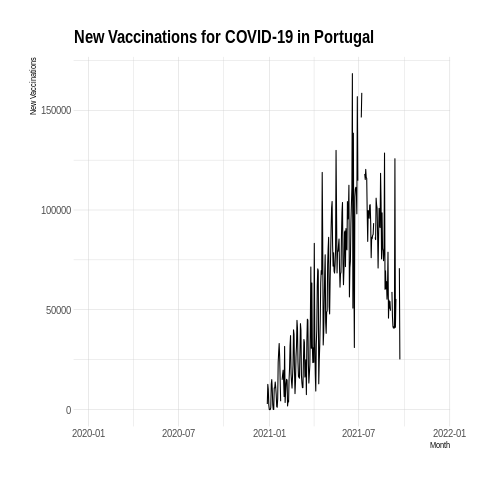 New Vaccinations for COVID-19 in Portugal
New Vaccinations
150000
100000
50000
0
2020-01 2020-07 2021-01 2021-07 2022-01
Month